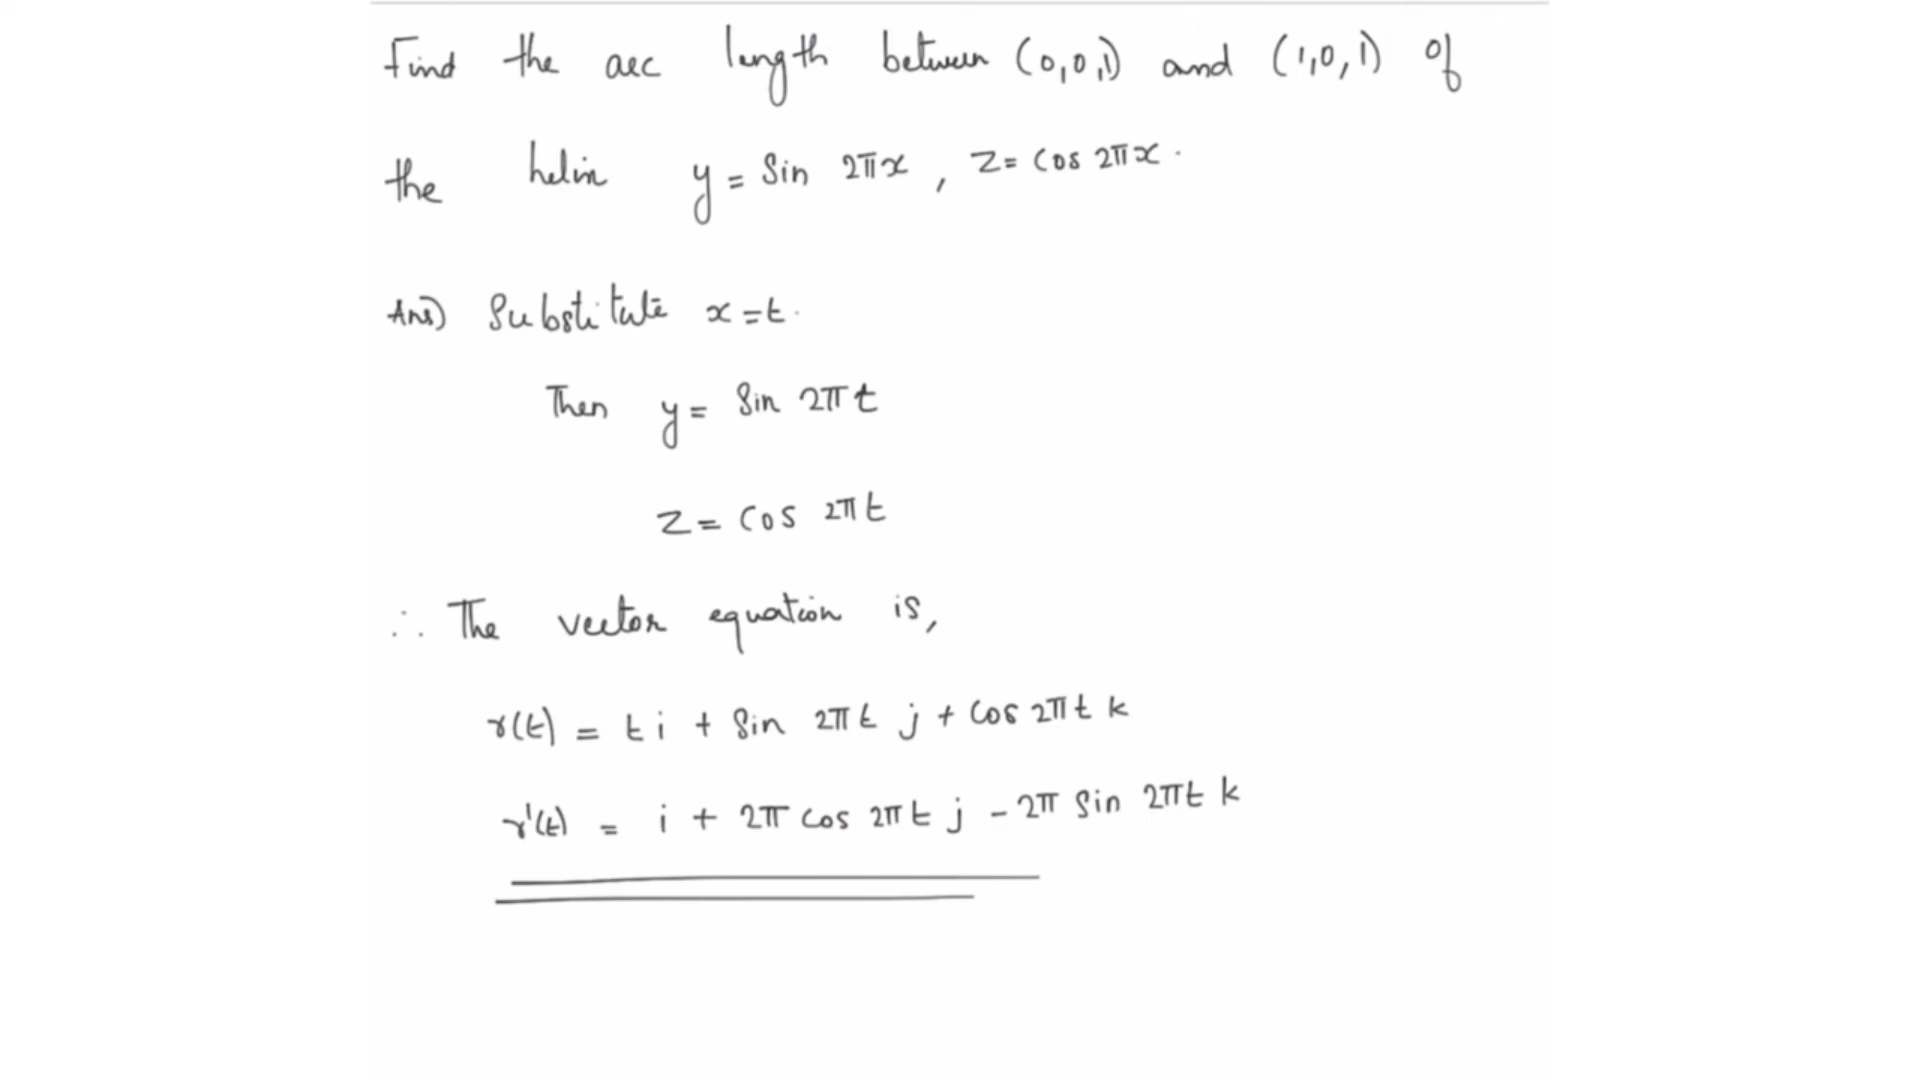 Find the arc length between (0,0,1) and (1,0,1) of
the helix y = Sin 2πx , z = Cos 2πx .
Ans) Substitute x = t .
Then y = Sin 2πt
z = Cos 2πt
∴ The vector equation is,
r(t) = t i + Sin 2πt j + Cos 2πt k
r'(t) = i + 2π Cos 2πt j - 2π Sin 2πt k